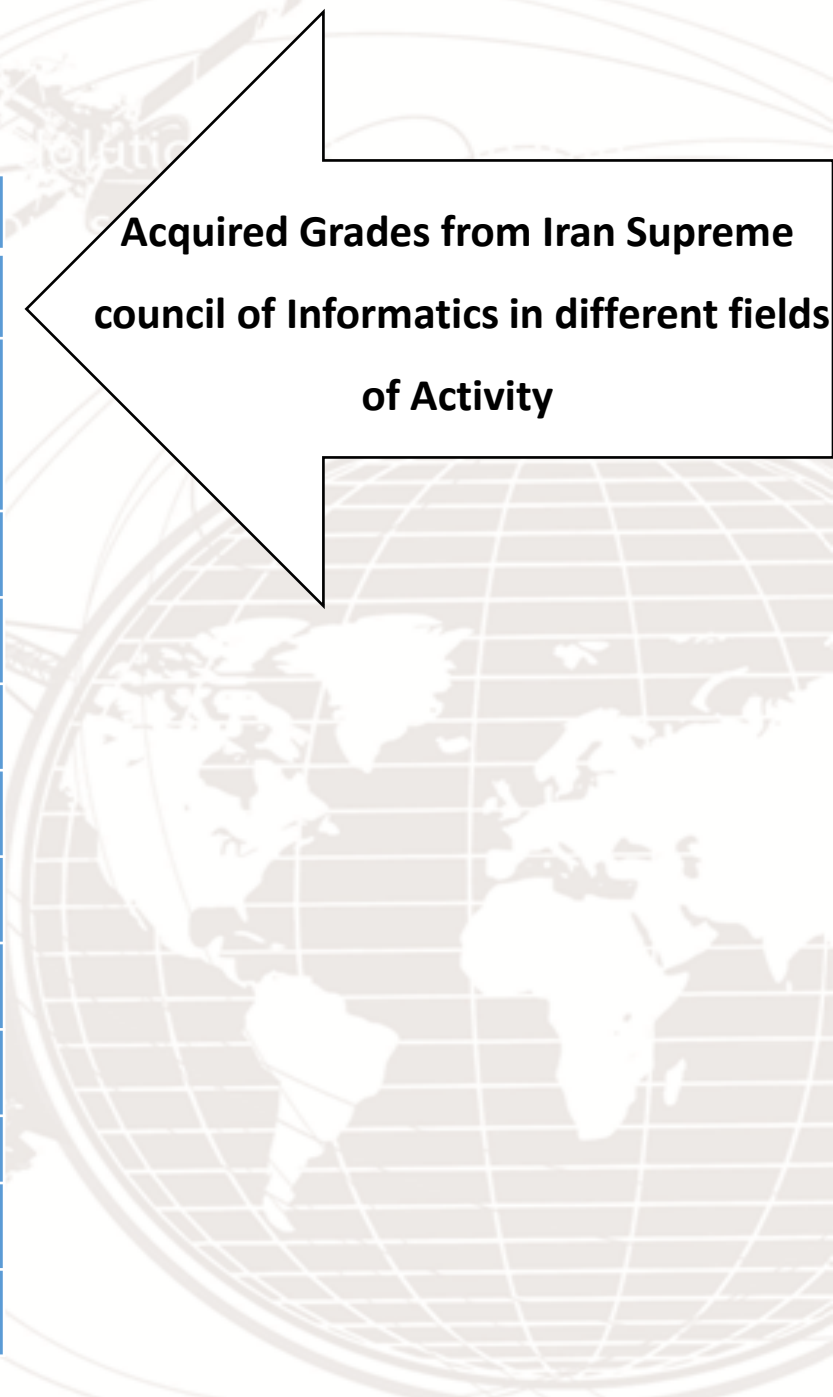 Acquired Grades from Iran Supreme
council of Informatics in different fields
of Activity